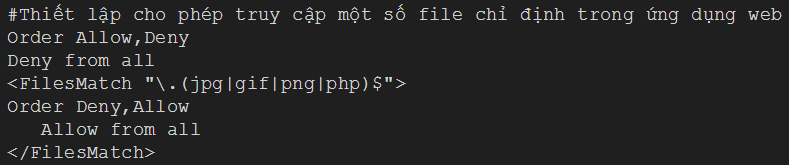 #Thiết lập cho phép truy cập một số file chỉ định trong ứng dụng web
Order Allow,Deny
Deny from all
<FilesMatch "\.(jpg|gif|png|php)$">
Order Deny,Allow
   Allow from all
</FilesMatch>